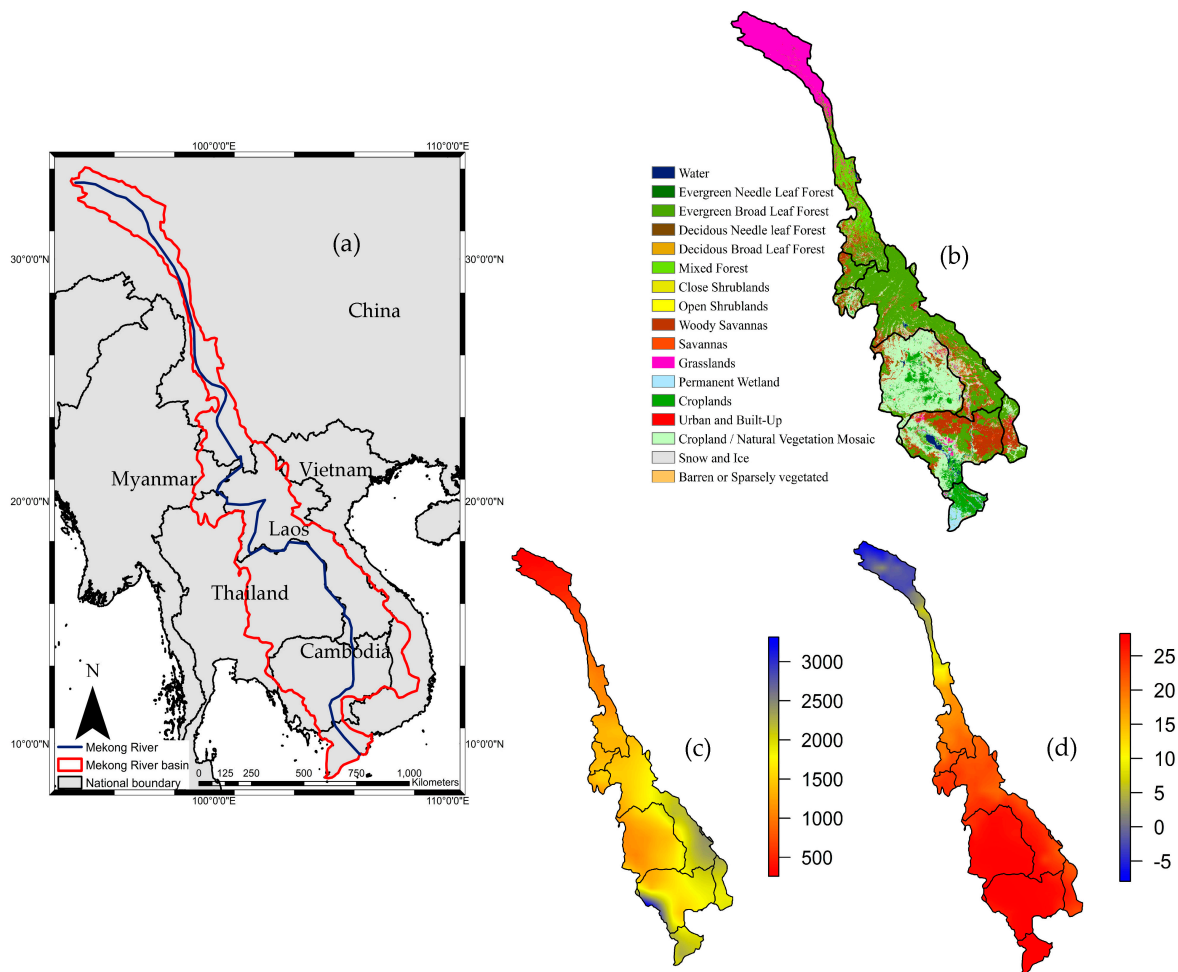 100°0'0"E 110°0'0"E
(a)
30°0'0"N 30°0'0"N
China
Myanmar
Vietnam
20°0'0"N 20°0'0"N
Laos
Thailand
Cambodia
N
10°0'0"N 10°0'0"N
Mekong River
Mekong River basin
National boundary
0 125 250 500 750 1,000
Kilometers
100°0'0"E 110°0'0"E
Water
Evergreen Needle Leaf Forest
Evergreen Broad Leaf Forest
Decidous Needle leaf Forest
Decidous Broad Leaf Forest
Mixed Forest
Close Shrublands
Open Shrublands
Woody Savannas
Savannas
Grasslands
Permanent Wetland
Croplands
Urban and Built-Up
Cropland / Natural Vegetation Mosaic
Snow and Ice
Barren or Sparsely vegetated
(b)
(c)
3000
2500
2000
1500
1000
500
(d)
25
20
15
10
5
0
-5